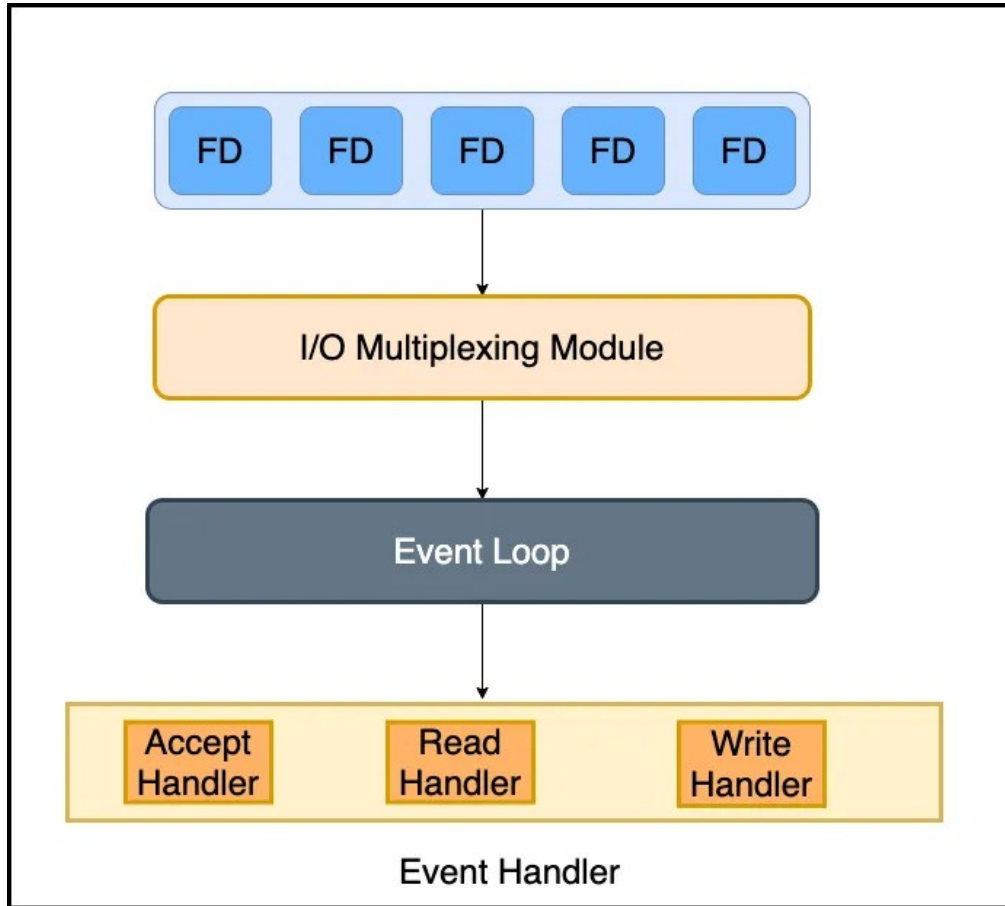 FD FD FD FD FD
I/O Multiplexing Module
Event Loop
Accept
Handler
Read
Handler
Write
Handler
Event Handler